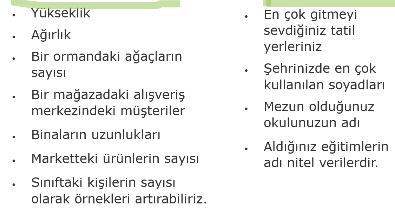 • Yükseklik
• Ağırlık
• Bir ormandaki ağaçların
sayısı
• Bir mağazadaki alışveriş
merkezindeki müşteriler
• Binaların uzunlukları
• Marketteki ürünlerin sayısı
• Sınıftaki kişilerin sayısı
olarak örnekleri artırabiliriz.
• En çok gitmeyi
sevdiğiniz tatil
yerleriniz
• Şehrinizde en çok
kullanılan soyadları
• Mezun olduğunuz
okulunuzun adı
• Aldığınız eğitimlerin
adı nitel verilerdir.